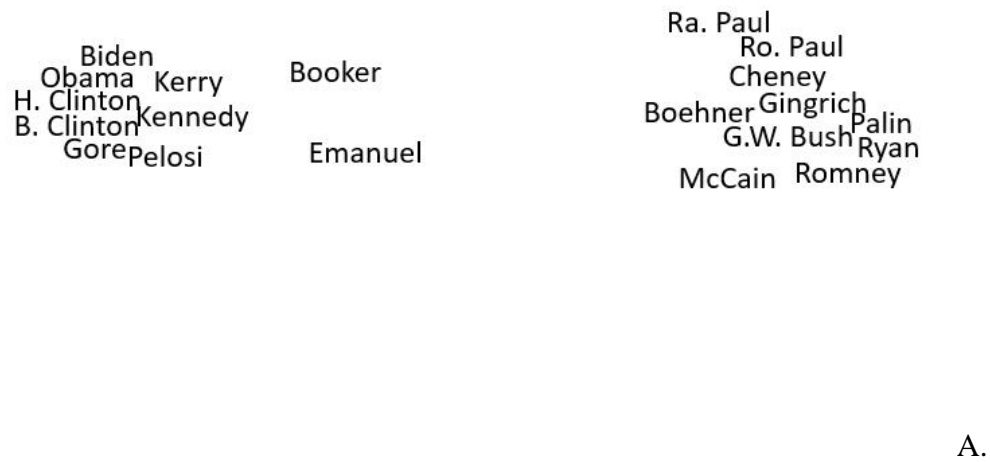 Ra. Paul
Ro. Paul
Biden
Booker
Obama
Kerry
Cheney
H. Clinton
Gingrich
Boehner
Kennedy
B. Clinton
Palin
G.W. Bush
Gore
Pelosi
Emanuel
Ryan
McCain
Romney
A.